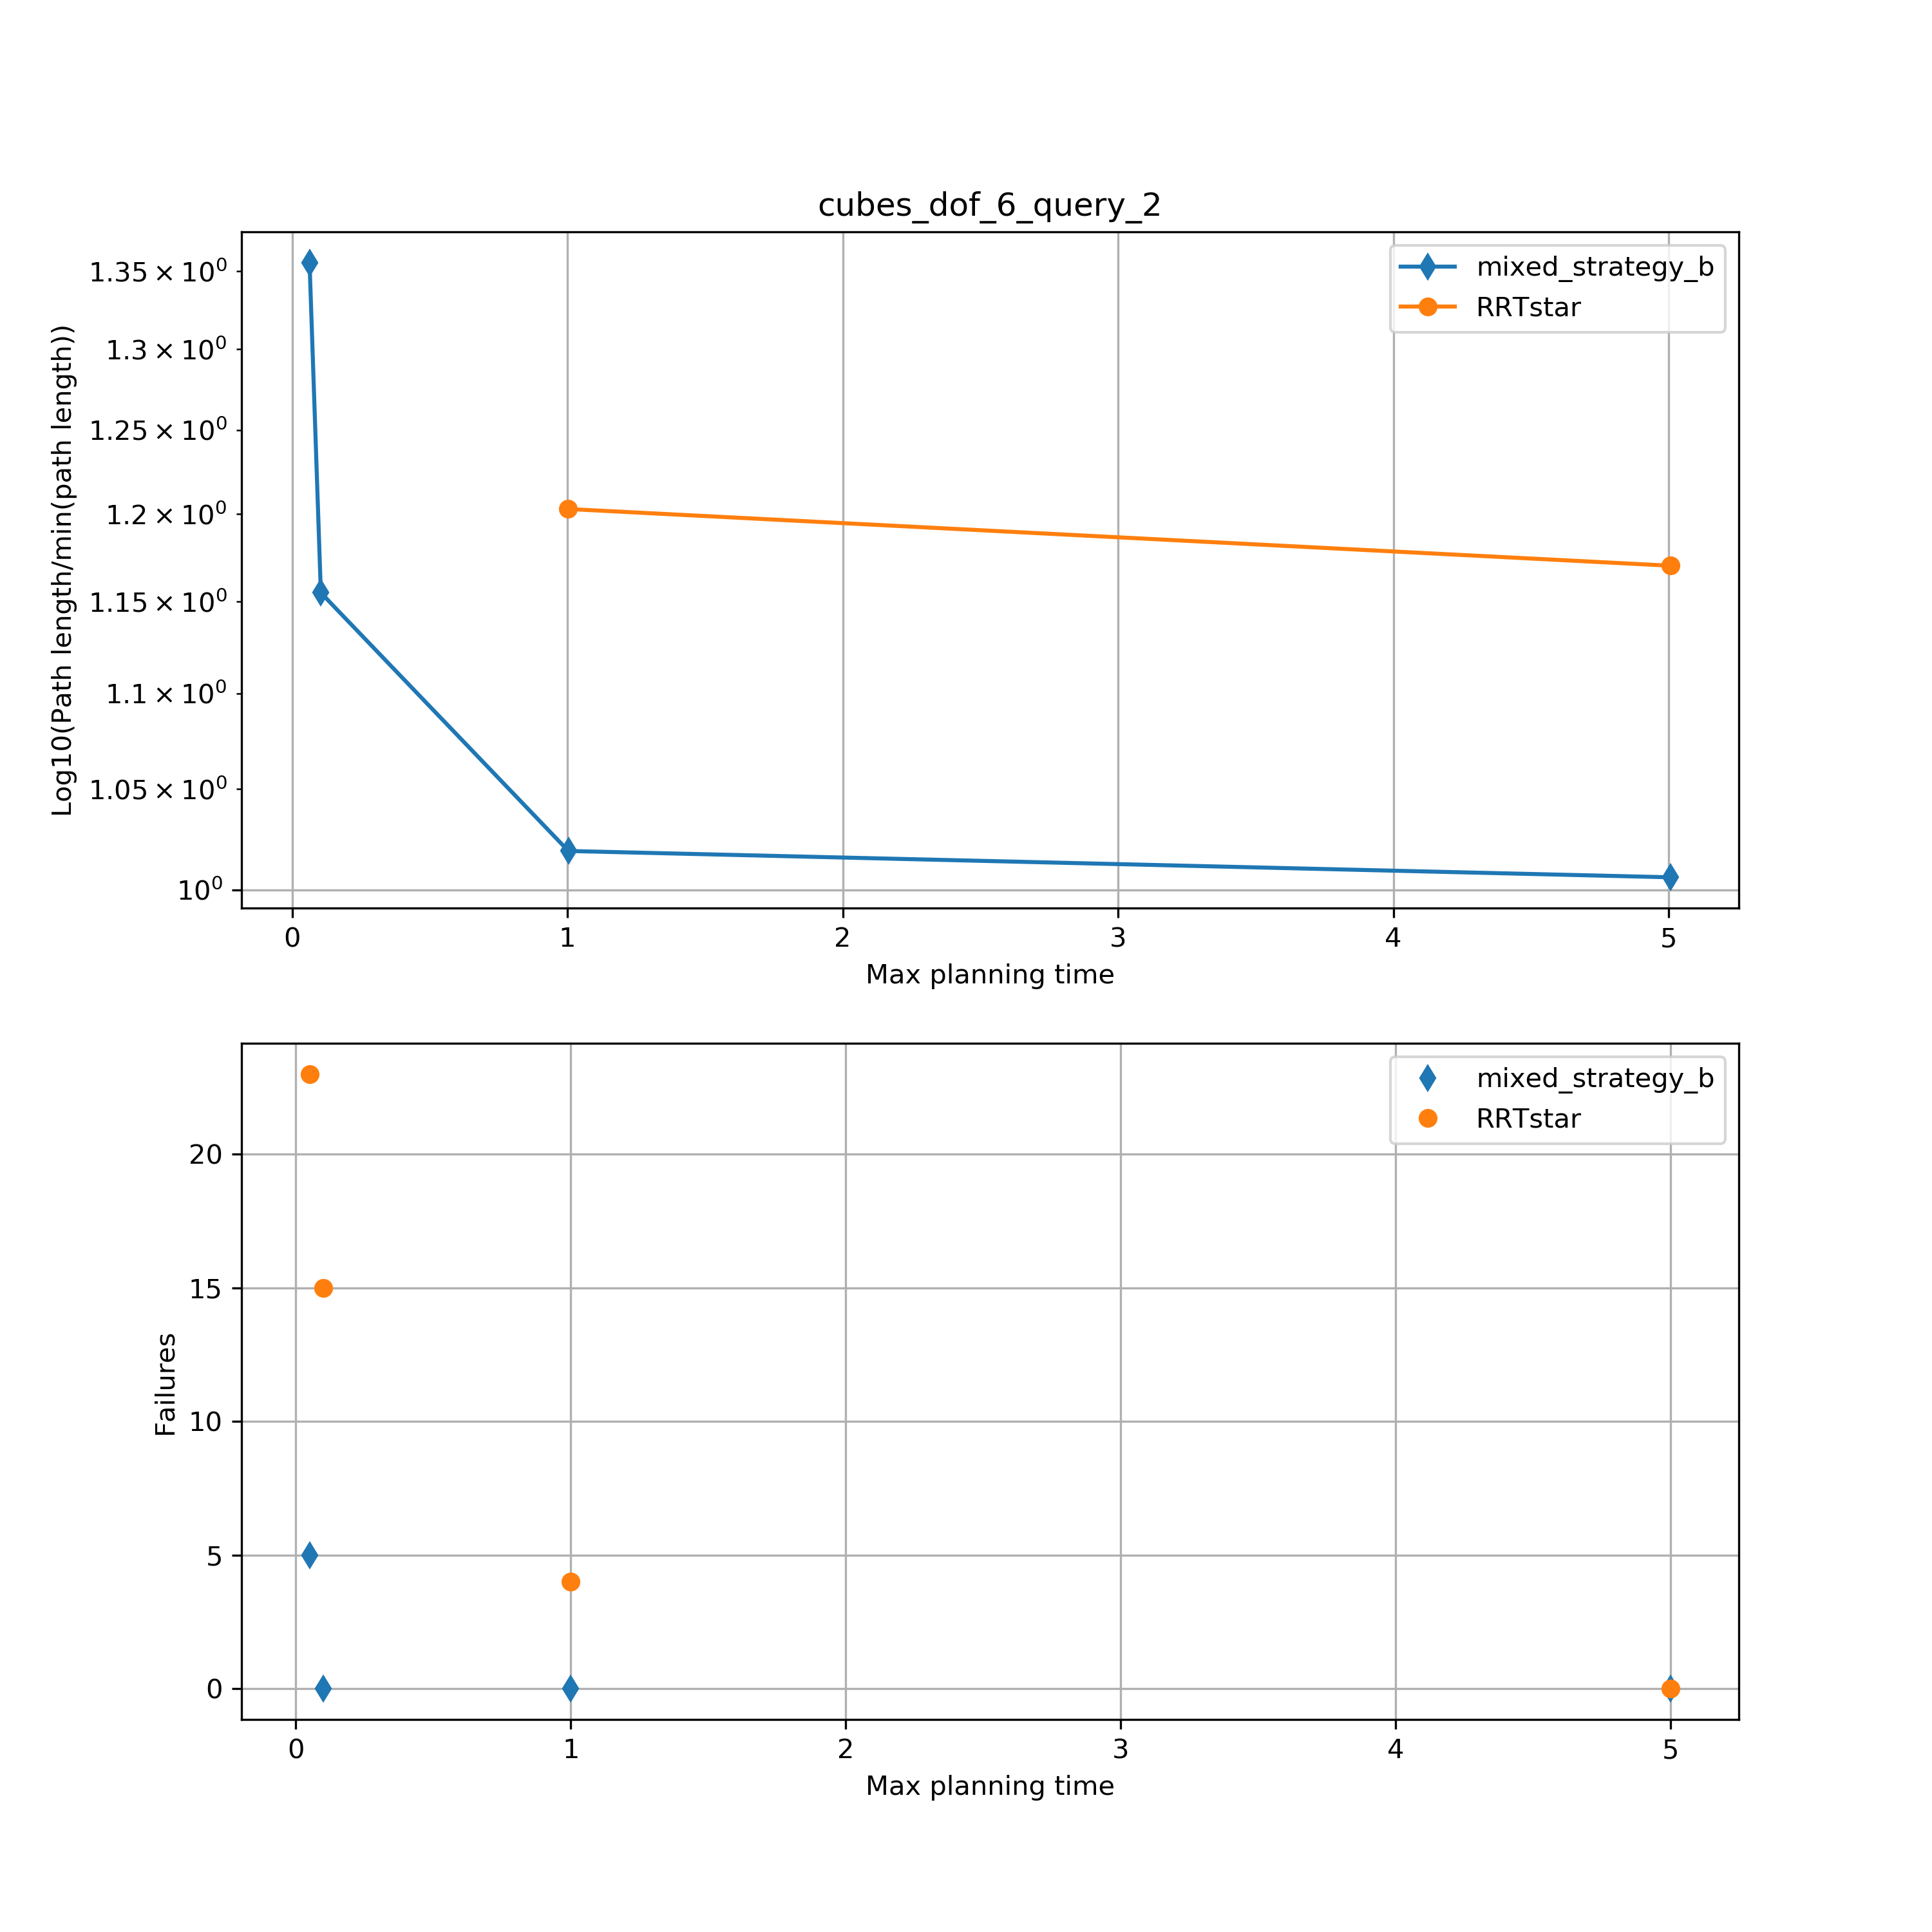 cubes_dof_6_query_2
Log10(Path length/min(path length))
1.35 × 10⁰
1.3 × 10⁰
1.25 × 10⁰
1.2 × 10⁰
1.15 × 10⁰
1.1 × 10⁰
1.05 × 10⁰
10⁰
mixed_strategy_b
RRTstar
0 1 2 3 4 5
Max planning time
Failures
20
15
10
5
0
mixed_strategy_b
RRTstar
0 1 2 3 4 5
Max planning time